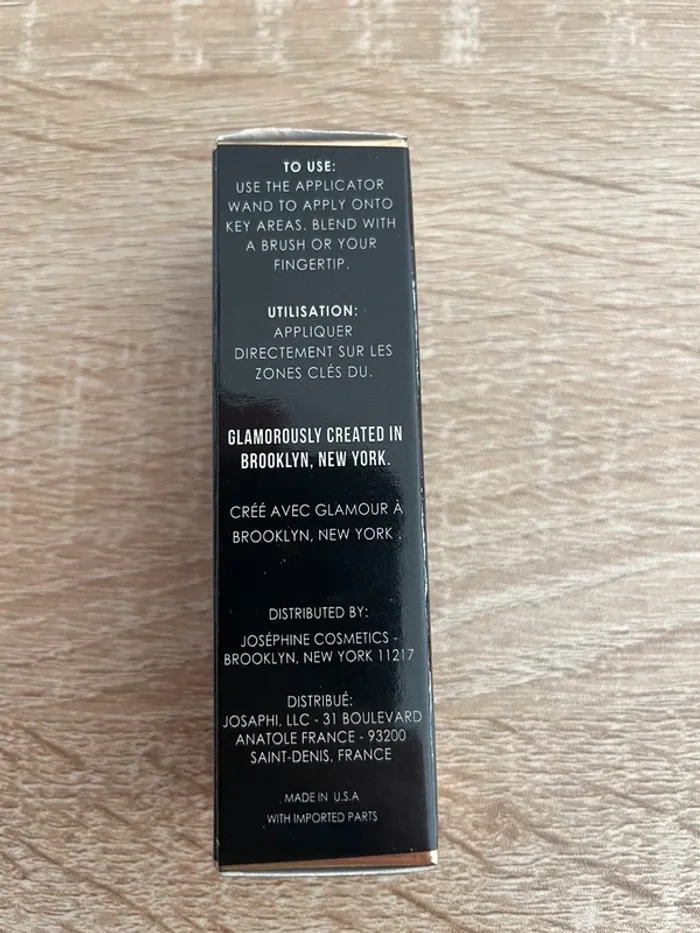 TO USE:
USE THE APPLICATOR
WAND TO APPLY ONTO
KEY AREAS. BLEND WITH
A BRUSH OR YOUR
FINGERTIP.
UTILISATION:
APPLIQUER
DIRECTEMENT SUR LES
ZONES CLÉS DU.
GLAMOROUSLY CREATED IN
BROOKLYN, NEW YORK.
CRÉÉ AVEC GLAMOUR À
BROOKLYN, NEW YORK .
DISTRIBUTED BY:
JOSÉPHINE COSMETICS -
BROOKLYN, NEW YORK 11217
DISTRIBUÉ:
JOSAPHI, LLC - 31 BOULEVARD
ANATOLE FRANCE - 93200
SAINT-DENIS, FRANCE
MADE IN U.S.A
WITH IMPORTED PARTS